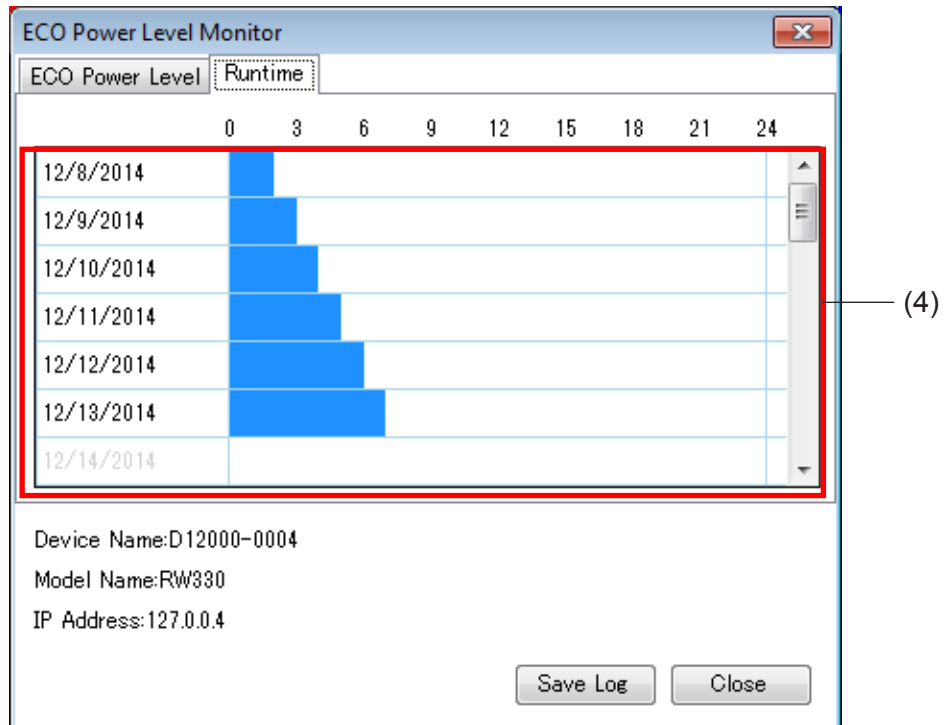 ECO Power Level Monitor
ECO Power Level Runtime
0 3 6 9 12 15 18 21 24
12/8/2014
12/9/2014
12/10/2014
12/11/2014
(4)
12/12/2014
12/13/2014
12/14/2014
Device Name:D12000-0004
Model Name:RW330
IP Address:127.0.0.4
Save Log Close